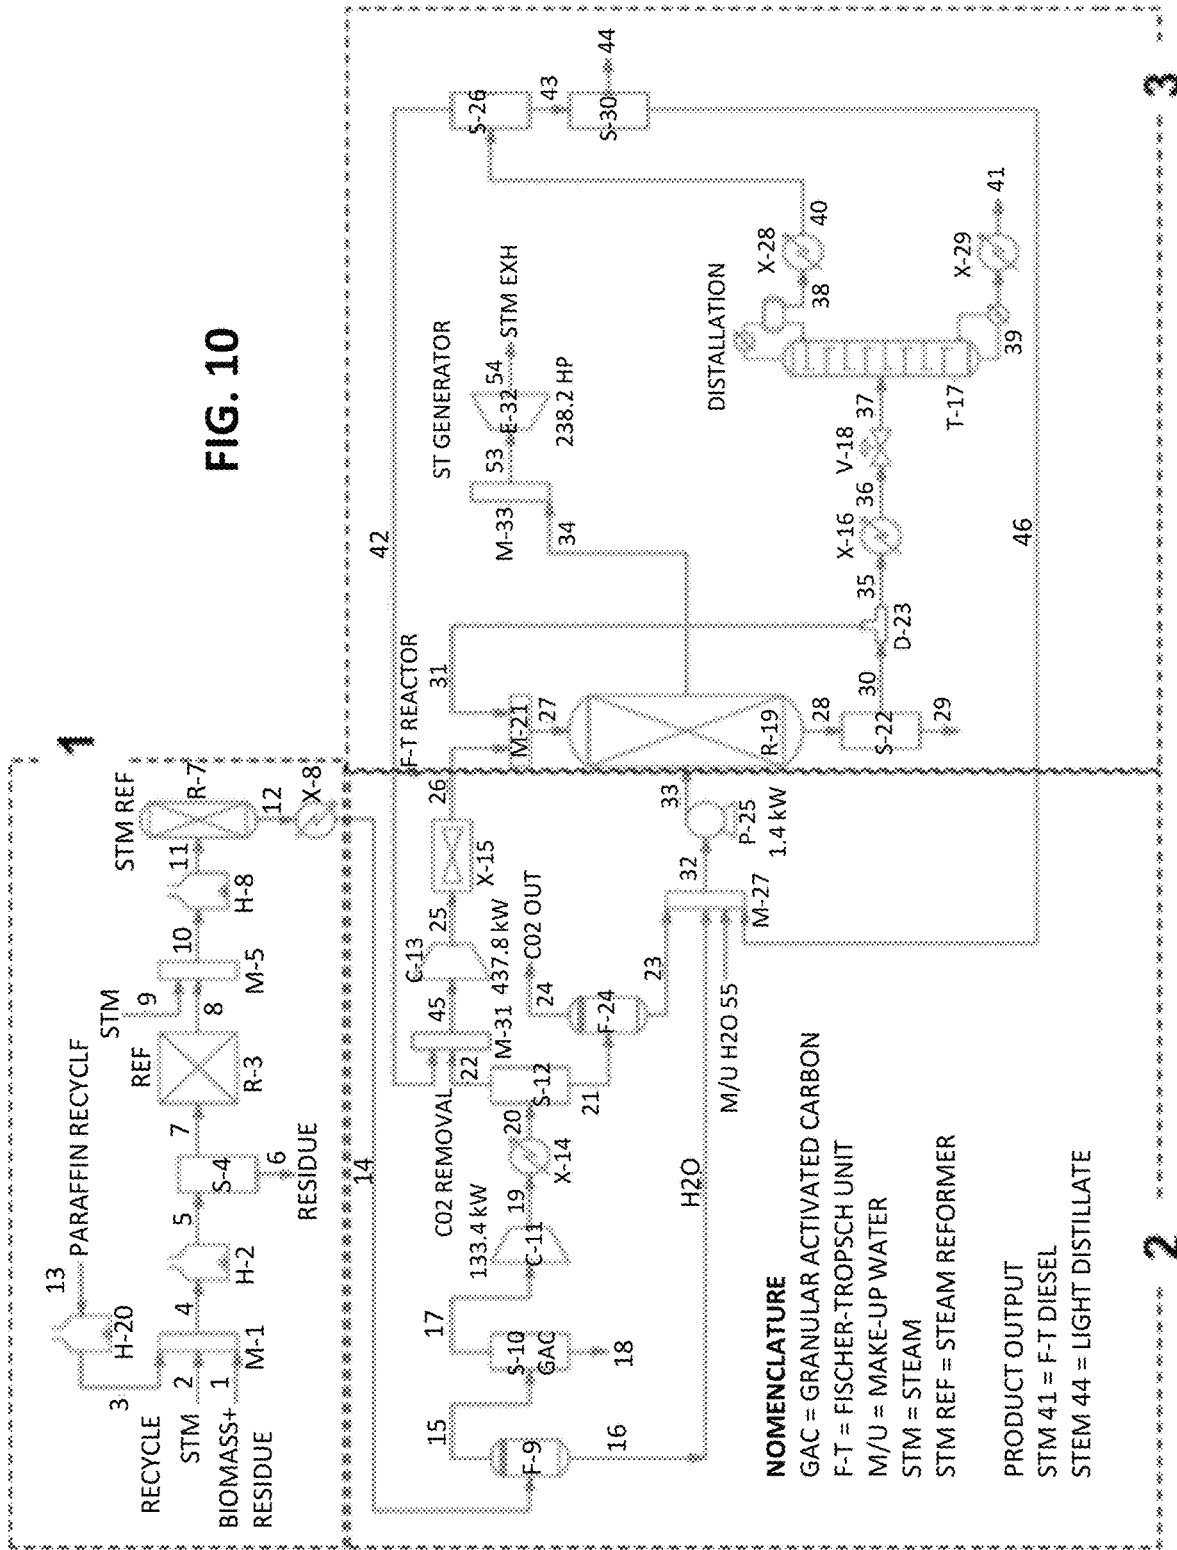 FIG. 10
1
13
PARAFFIN RECYCLF
H-20
3
RECYCLE
STM
2
BIOMASS+
RESIDUE
1
M-1
4
H-2
5
S-4
6
RESIDUE
7
REF
R-3
8
STM
9
M-5
10
H-8
11
STM REF
R-7
12
X-8
14
2
15
F-9
16
S-10
GAC
17
18
133.4 kW
C-11
19
X-14
20
C02 REMOVAL
S-12
21
22
M-31
45
C-13
437.8 kW
25
X-15
26
C02 OUT
24
F-24
23
H2O
M/U H2O 55
M-27
32
P-25
1.4 kW
33
3
F-T REACTOR
M-21
27
R-19
28
S-22
29
30
D-23
31
35
X-16
36
V-18
37
T-17
DISTALLATION
38
X-28
40
39
X-29
41
34
M-33
53
ST GENERATOR
E-32
238.2 HP
54
STM EXH
42
S-26
43
S-30
44
46
NOMENCLATURE
GAC = GRANULAR ACTIVATED CARBON
F-T = FISCHER-TROPSCH UNIT
M/U = MAKE-UP WATER
STM = STEAM
STM REF = STEAM REFORMER
PRODUCT OUTPUT
STM 41 = F-T DIESEL
STEM 44 = LIGHT DISTILLATE